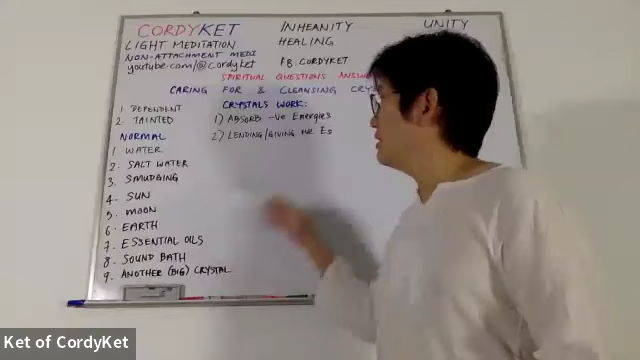 CORDYKET INHEANITY UNITY
LIGHT MEDITATION HEALING
NON-ATTACHMENT MEDI
youtube.com/@cordyket FB.CORDYKET
SPIRITUAL QUESTIONS ANSW
CARING FOR & CLEANSING CRY
1. DEPENDENT
2. TAINTED
CRYSTALS WORK:
1) ABSORB -ve Energies
2) LENDING/GIVING +ve Es
NORMAL
1 WATER
2. SALT WATER
3. SMUDGING
4. SUN
5. MOON
6. EARTH
7. ESSENTIAL OILS
8. SOUND BATH
9. ANOTHER (BIG) CRYSTAL
Ket of CordyKet